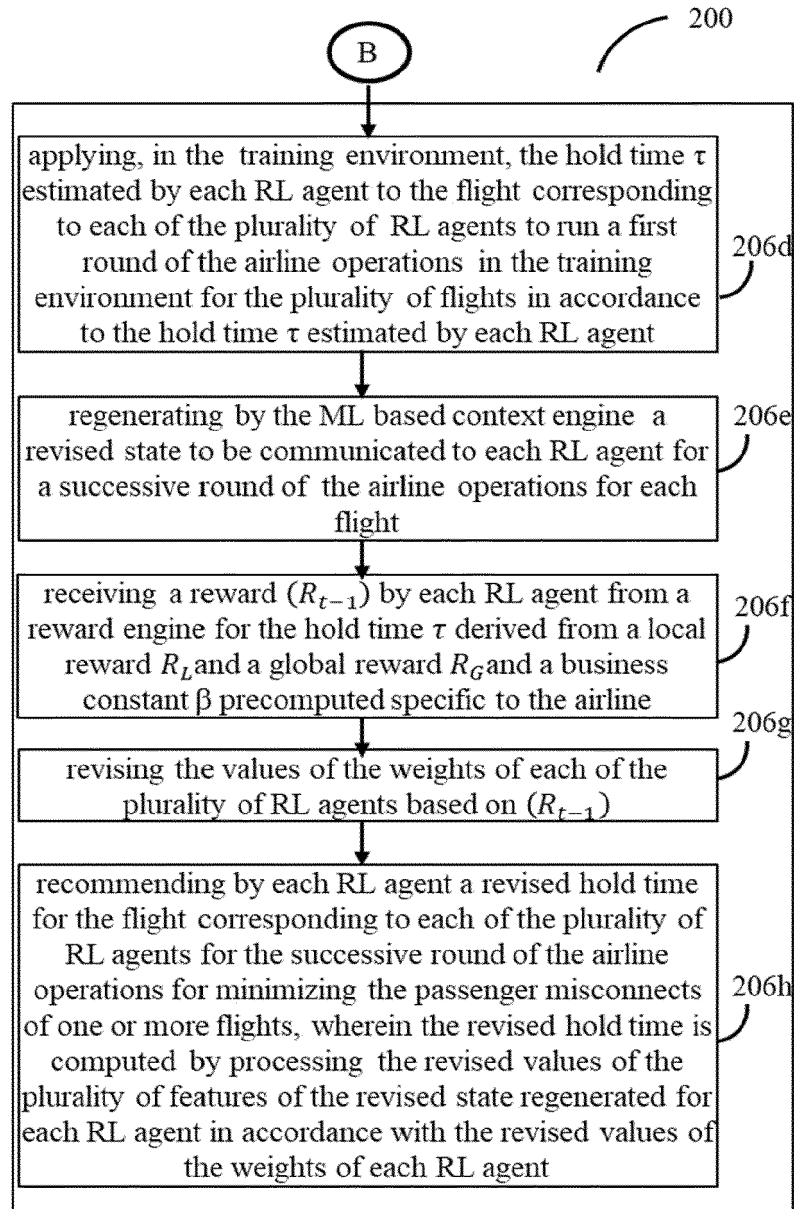 200
B
applying, in the training environment, the hold time τ
estimated by each RL agent to the flight corresponding
to each of the plurality of RL agents to run a first
round of the airline operations in the training
environment for the plurality of flights in accordance
to the hold time τ estimated by each RL agent
206d
regenerating by the ML based context engine a
revised state to be communicated to each RL agent for
a successive round of the airline operations for each
flight
206e
receiving a reward (R_{t−1}) by each RL agent from a
reward engine for the hold time τ derived from a local
reward R_L and a global reward R_G and a business
constant β precomputed specific to the airline
206f
revising the values of the weights of each of the
plurality of RL agents based on (R_{t−1})
206g
recommending by each RL agent a revised hold time
for the flight corresponding to each of the plurality of
RL agents for the successive round of the airline
operations for minimizing the passenger misconnects
of one or more flights, wherein the revised hold time is
computed by processing the revised values of the
plurality of features of the revised state regenerated for
each RL agent in accordance with the revised values of
the weights of each RL agent
206h